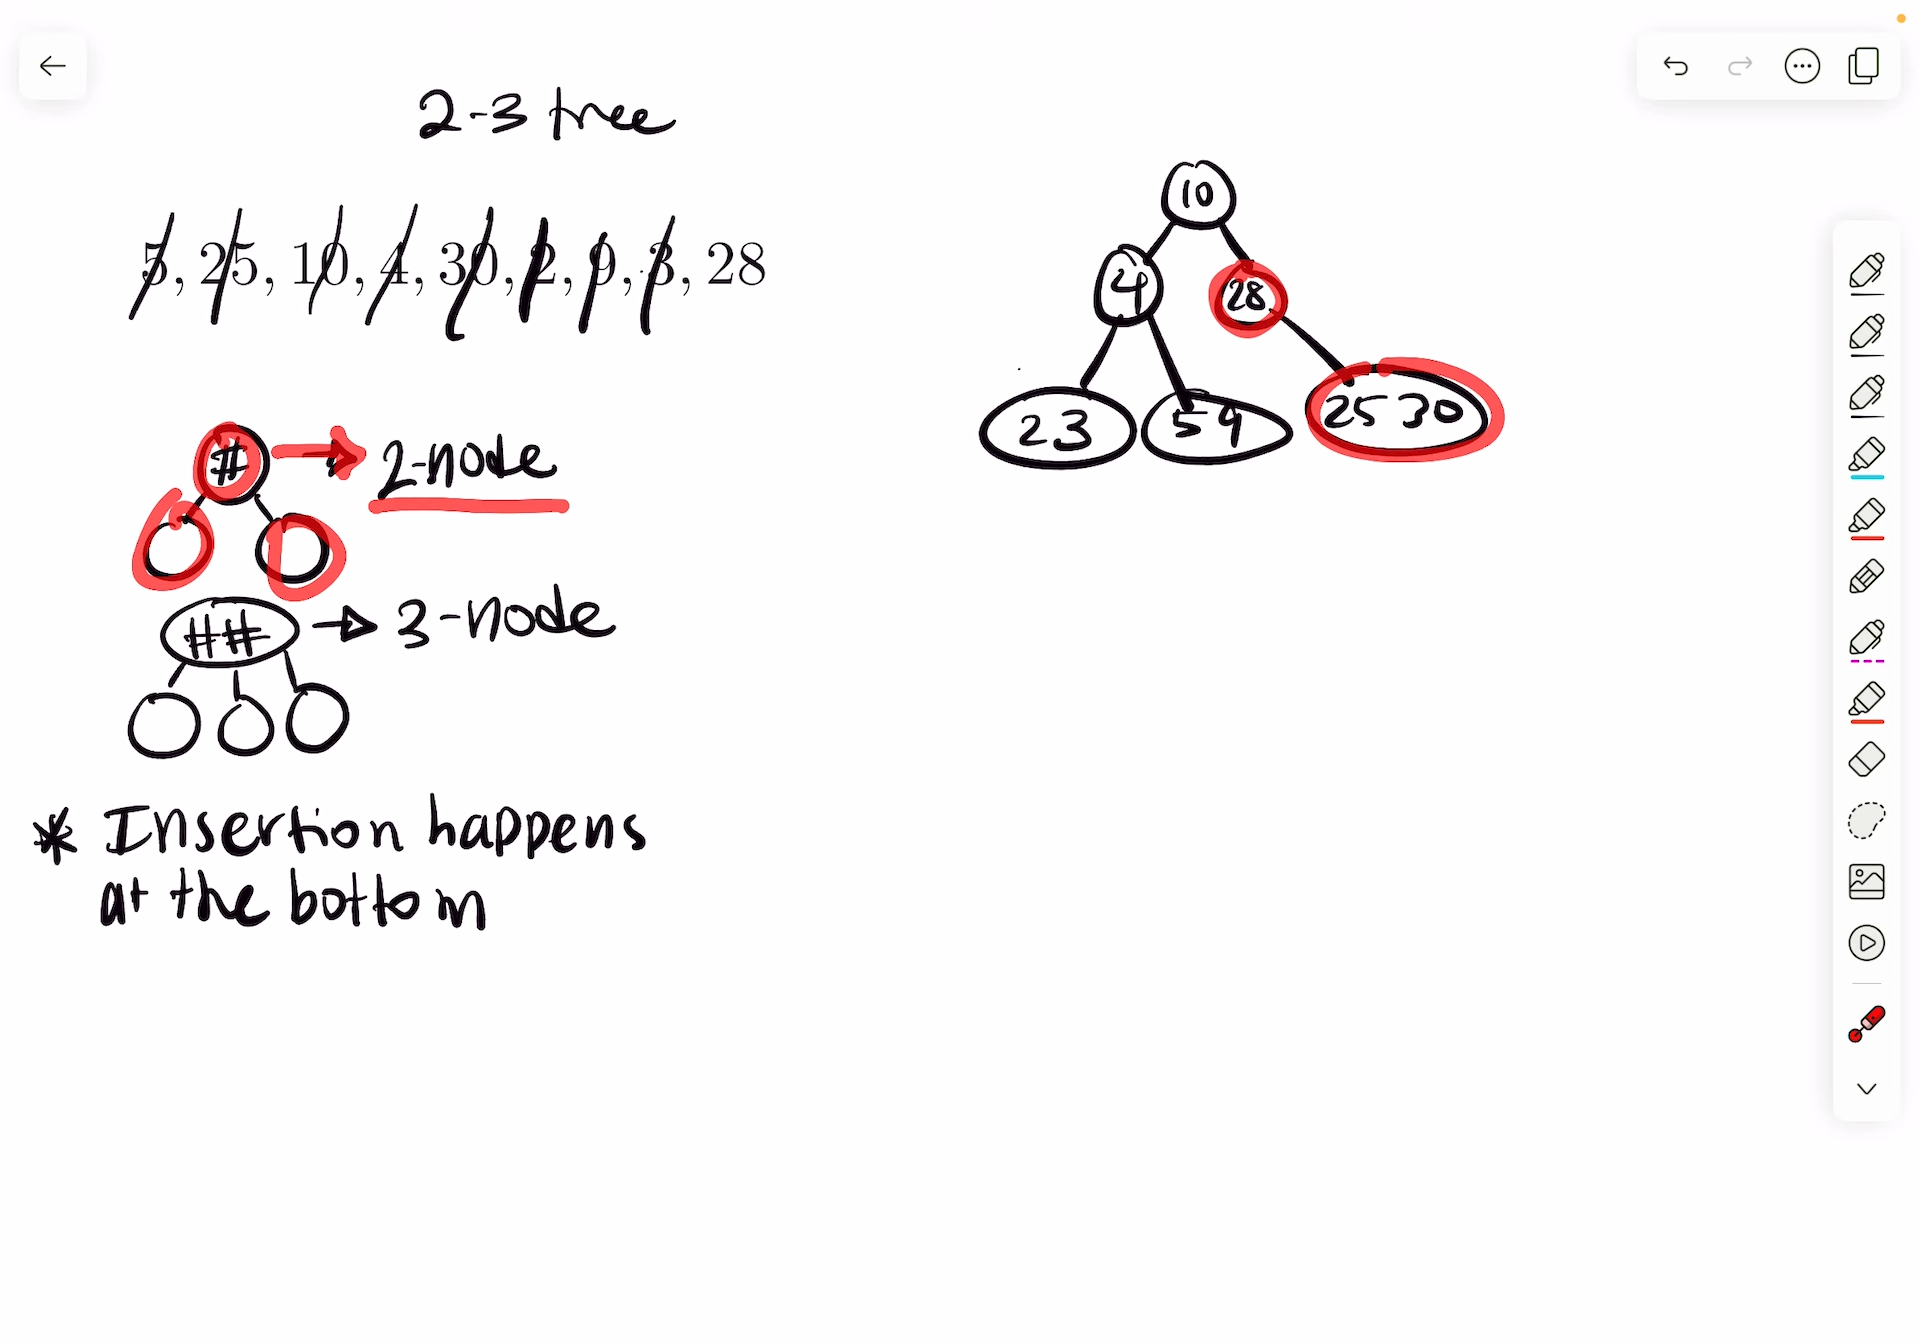 2-3 tree
5, 25, 10, 4, 30, 2, 9, 3, 28
#
2-node
##
3-node
* Insertion happens
at the bottom
10
4
28
2 3
5 9
25 30